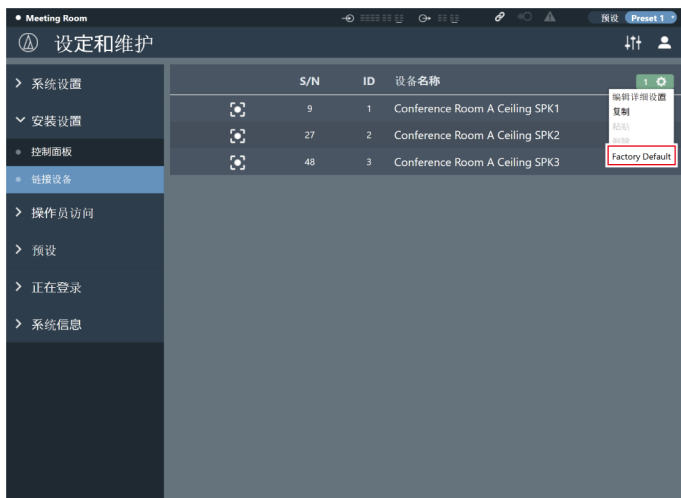 Meeting Room
预设 Preset 1
设定和维护
系统设置
安装设置
控制面板
链接设备
操作员访问
预设
正在登录
系统信息
S/N ID 设备名称 1
9 1 Conference Room A Ceiling SPK1
27 2 Conference Room A Ceiling SPK2
48 3 Conference Room A Ceiling SPK3
编辑详细设置
复制
粘贴
删除
Factory Default